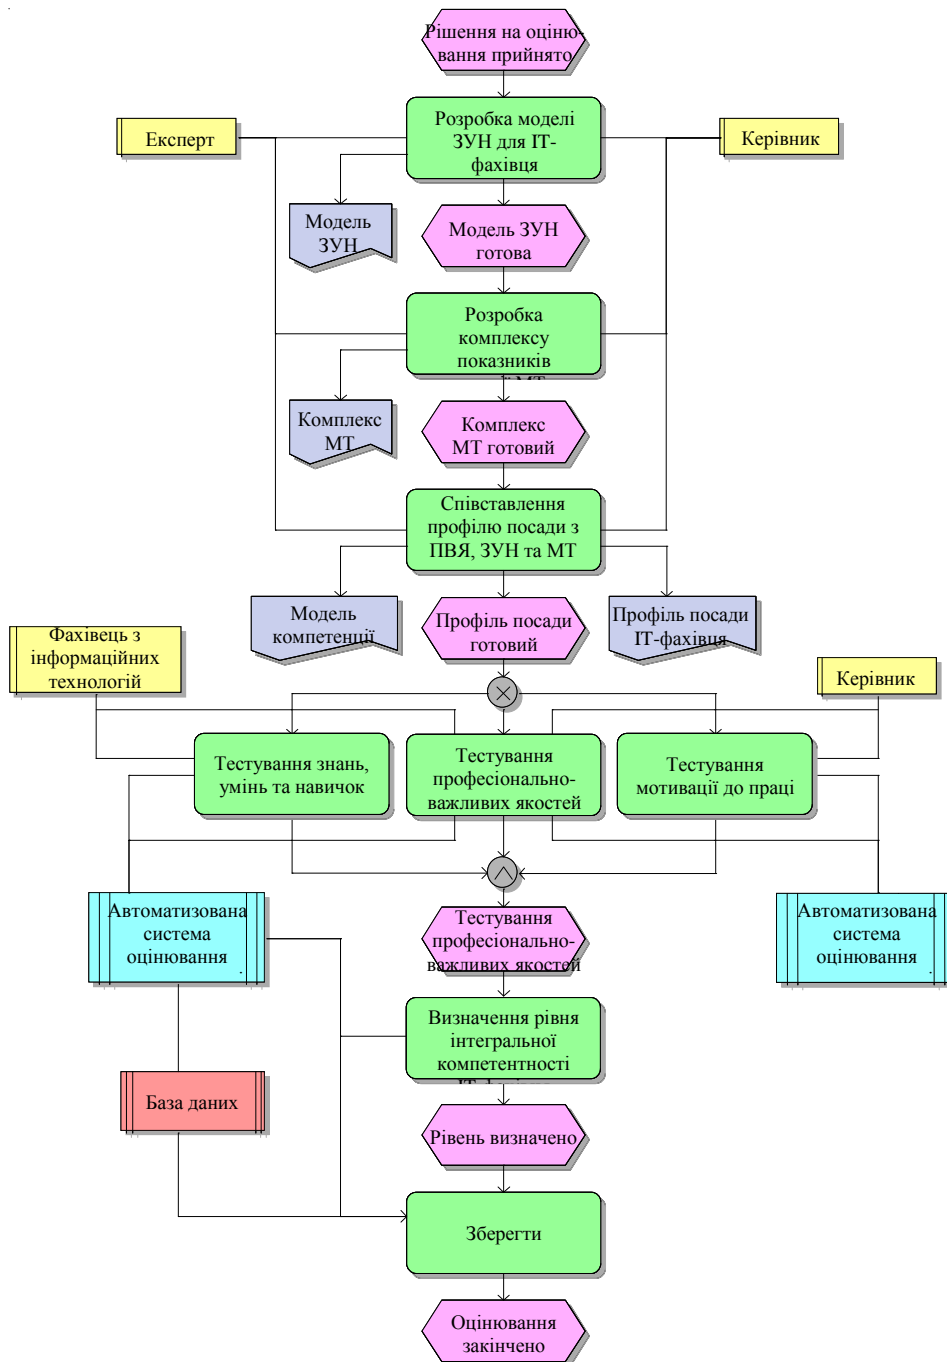 Рішення на оціню-
вання прийнято
Розробка моделі
ЗУН для ІТ-
фахівця
Експерт
Керівник
Модель
ЗУН
Модель ЗУН
готова
Розробка
комплексу
показників
МТ
Комплекс
МТ
Комплекс
МТ готовий
Співставлення
профілю посади з
ПВЯ, ЗУН та МТ
Модель
компетенції
Профіль посади
готовий
Профіль посади
ІТ-фахівця
Фахівець з
інформаційних
технологій
Керівник
Тестування знань,
умінь та навичок
Тестування
професіонально-
важливих якостей
Тестування
мотивації до праці
Автоматизована
система
оцінювання
Тестування
професіонально-
важливих якостей
Автоматизована
система
оцінювання
Визначення рівня
інтегральної
компетентності
База даних
Рівень визначено
Зберегти
Оцінювання
закінчено